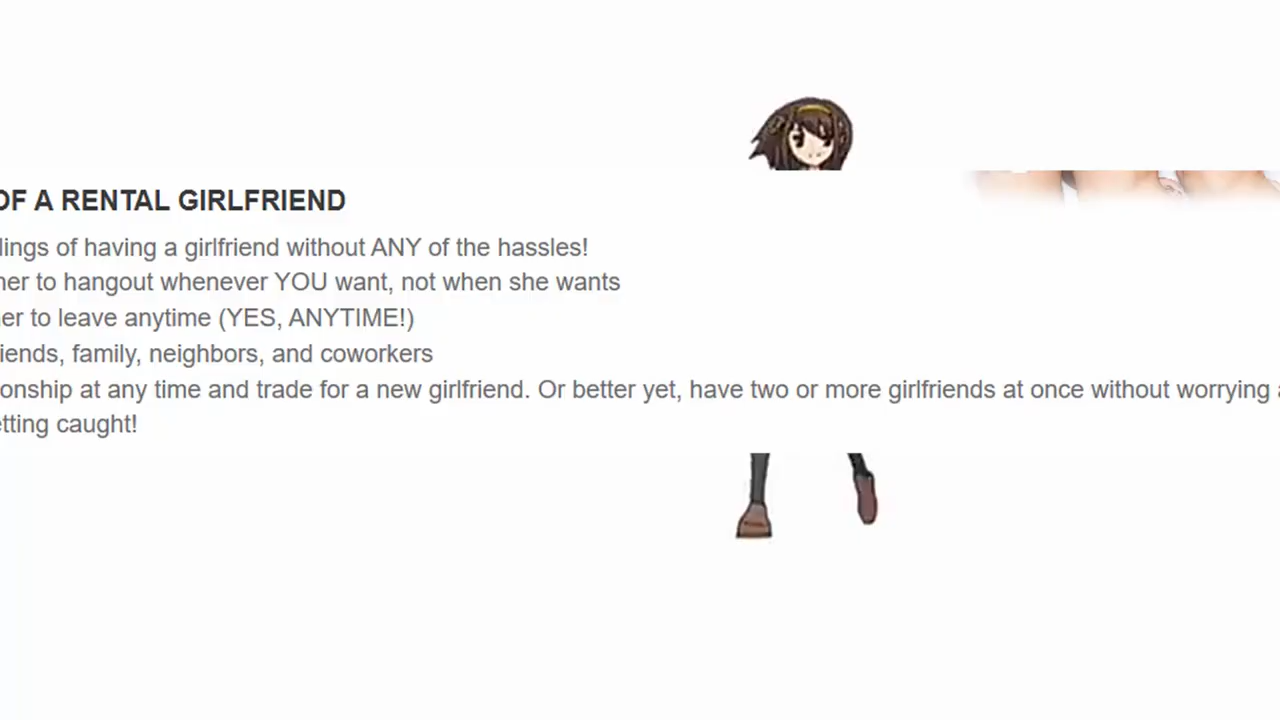 OF A RENTAL GIRLFRIEND
lings of having a girlfriend without ANY of the hassles!
her to hangout whenever YOU want, not when she wants
er to leave anytime (YES, ANYTIME!)
iends, family, neighbors, and coworkers
onship at any time and trade for a new girlfriend. Or better yet, have two or more girlfriends at once without worrying a
etting caught!